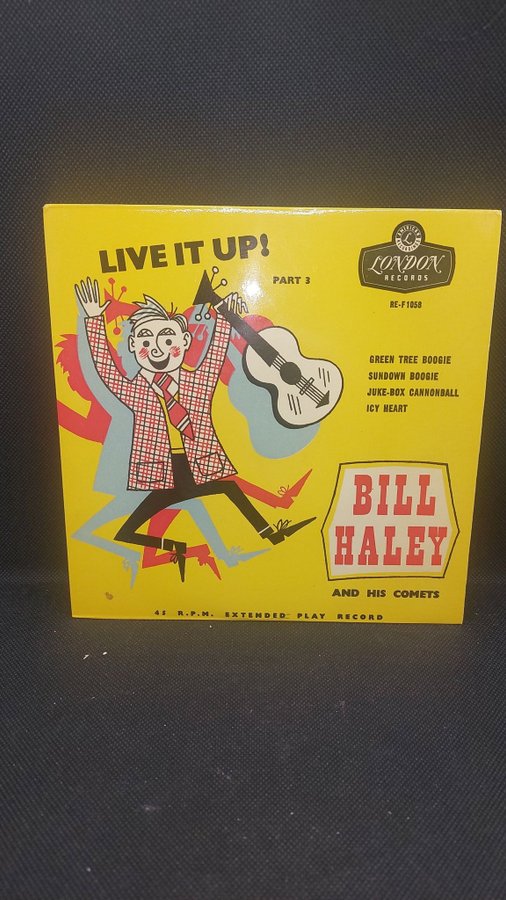 LIVE IT UP!
PART 3
LONDON
RECORDS
RE-F1058
GREEN TREE BOOGIE
SUNDOWN BOOGIE
JUKE-BOX CANNONBALL
ICY HEART
BILL
HALEY
AND HIS COMETS
45 R.P.M. EXTENDED PLAY RECORD